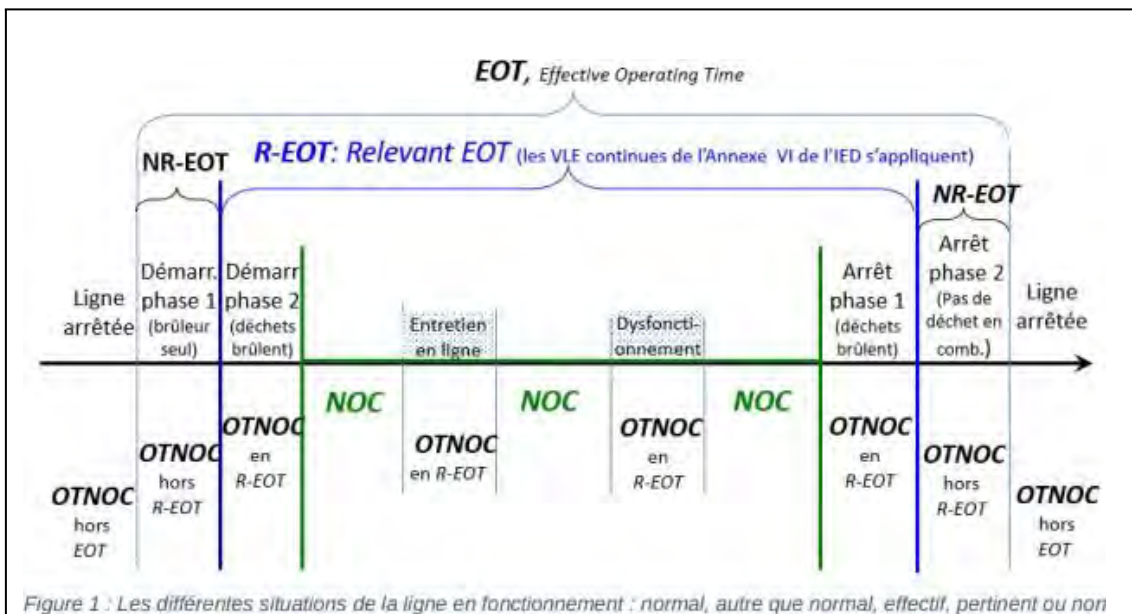 EOT, Effective Operating Time
NR-EOT
R-EOT: Relevant EOT (les VLE continues de l'Annexe VI de l'IED s'appliquent)
NR-EOT
Ligne
arrêtée
Démarr.
phase 1
(brûleur
seul)
Démarr
phase 2
(déchets
brûlent)
Entretien
en ligne
Dysfoncti-
onnement
Arrêt
phase 1
(déchets
brûlent)
Arrêt
phase 2
(Pas de
déchet en
comb.)
Ligne
arrêtée
OTNOC
hors
EOT
OTNOC
hors
R-EOT
OTNOC
en
R-EOT
NOC
OTNOC
en R-EOT
NOC
OTNOC
en
R-EOT
NOC
OTNOC
en
R-EOT
OTNOC
hors
R-EOT
OTNOC
hors
EOT
Figure 1 : Les différentes situations de la ligne en fonctionnement : normal, autre que normal, effectif, pertinent ou non